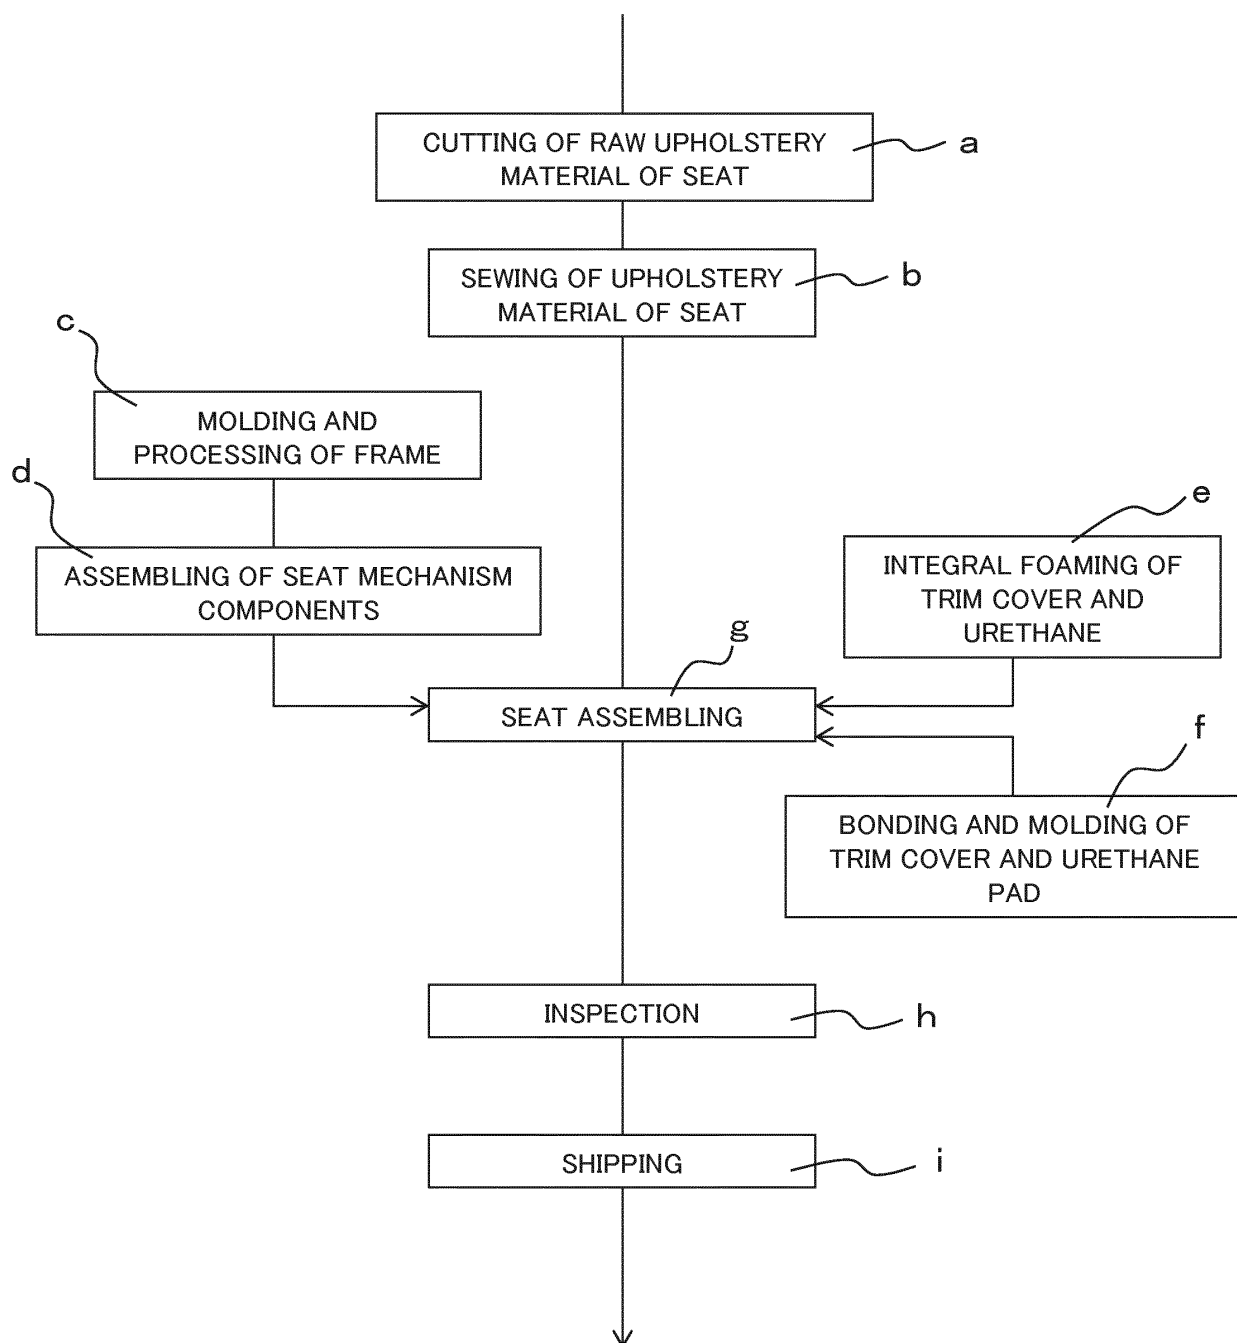 CUTTING OF RAW UPHOLSTERY
MATERIAL OF SEAT
a
SEWING OF UPHOLSTERY
MATERIAL OF SEAT
b
c
MOLDING AND
PROCESSING OF FRAME
d
ASSEMBLING OF SEAT MECHANISM
COMPONENTS
e
INTEGRAL FOAMING OF
TRIM COVER AND
URETHANE
g
SEAT ASSEMBLING
f
BONDING AND MOLDING OF
TRIM COVER AND URETHANE
PAD
INSPECTION
h
SHIPPING
i